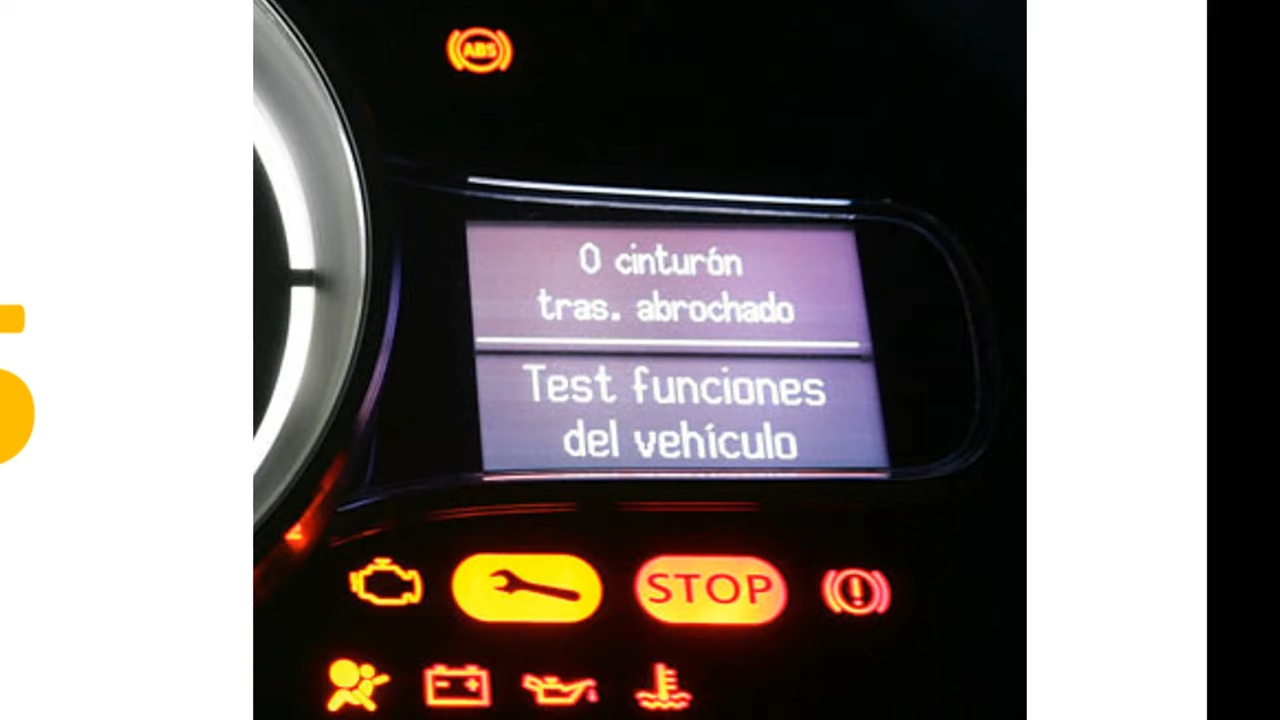 ABS
0 cinturón
tras. abrochado
Test funciones
del vehículo
STOP